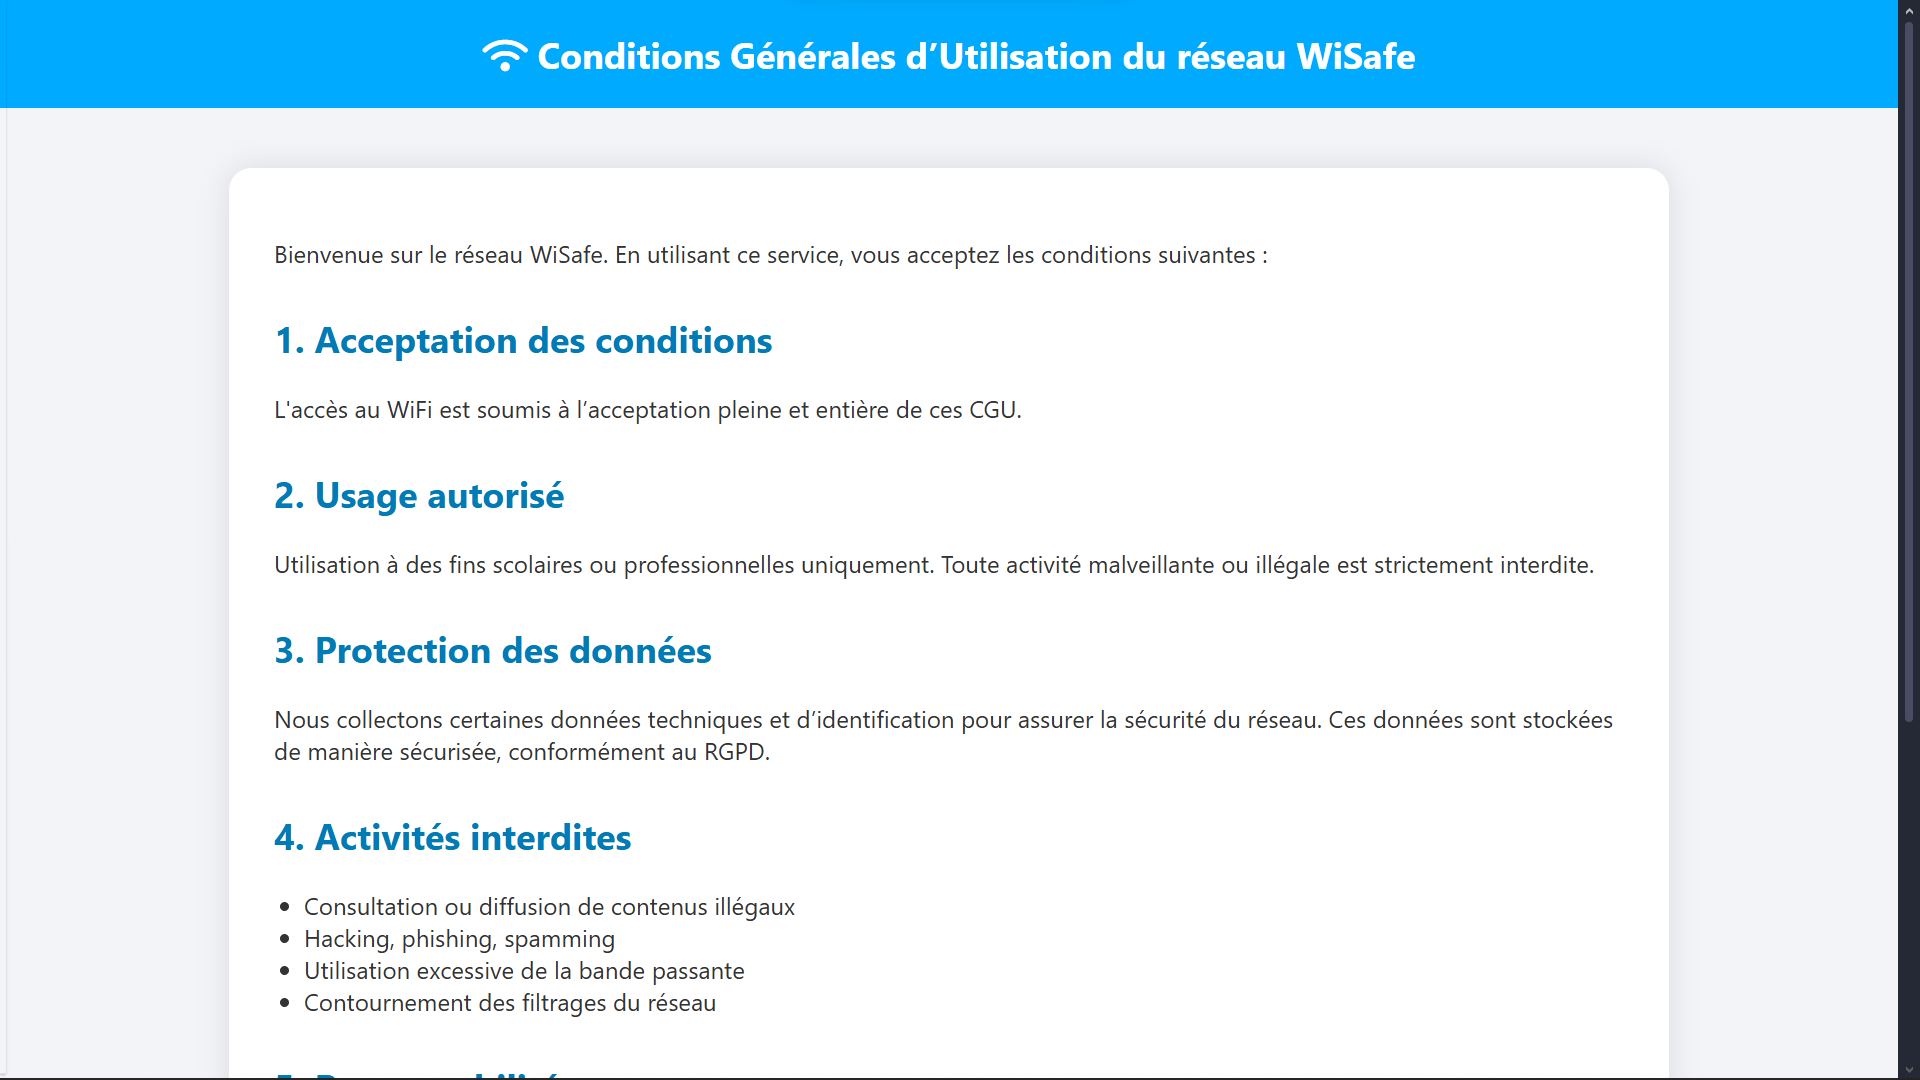 Conditions Générales d’Utilisation du réseau WiSafe
Bienvenue sur le réseau WiSafe. En utilisant ce service, vous acceptez les conditions suivantes :
1. Acceptation des conditions
L'accès au WiFi est soumis à l’acceptation pleine et entière de ces CGU.
2. Usage autorisé
Utilisation à des fins scolaires ou professionnelles uniquement. Toute activité malveillante ou illégale est strictement interdite.
3. Protection des données
Nous collectons certaines données techniques et d’identification pour assurer la sécurité du réseau. Ces données sont stockées
de manière sécurisée, conformément au RGPD.
4. Activités interdites
• Consultation ou diffusion de contenus illégaux
• Hacking, phishing, spamming
• Utilisation excessive de la bande passante
• Contournement des filtrages du réseau